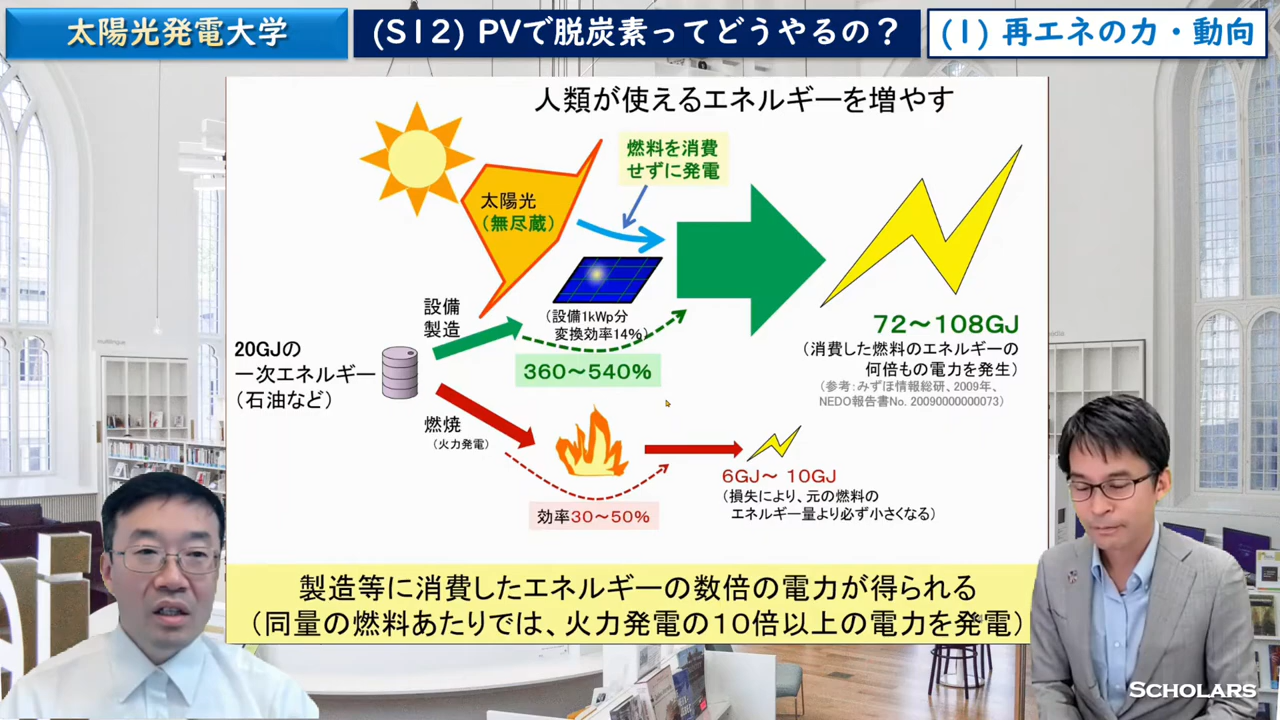 太陽光発電大学
(S12) PVで脱炭素ってどうやるの？
(1) 再エネの力・動向
人類が使えるエネルギーを増やす
燃料を消費
せずに発電
太陽光
(無尽蔵)
設備
製造
(設備1kWp分
変換効率14%)
360～540%
20GJの
一次エネルギー
(石油など)
72～108GJ
(消費した燃料のエネルギーの
何倍もの電力を発生)
(参考：みずほ情報総研、2009年、
NEDO報告書No. 20090000000073)
燃焼
(火力発電)
効率30～50%
6GJ～ 10GJ
(損失により、元の燃料の
エネルギー量より必ず小さくなる)
製造等に消費したエネルギーの数倍の電力が得られる
(同量の燃料あたりでは、火力発電の10倍以上の電力を発電)
SCHOLARS